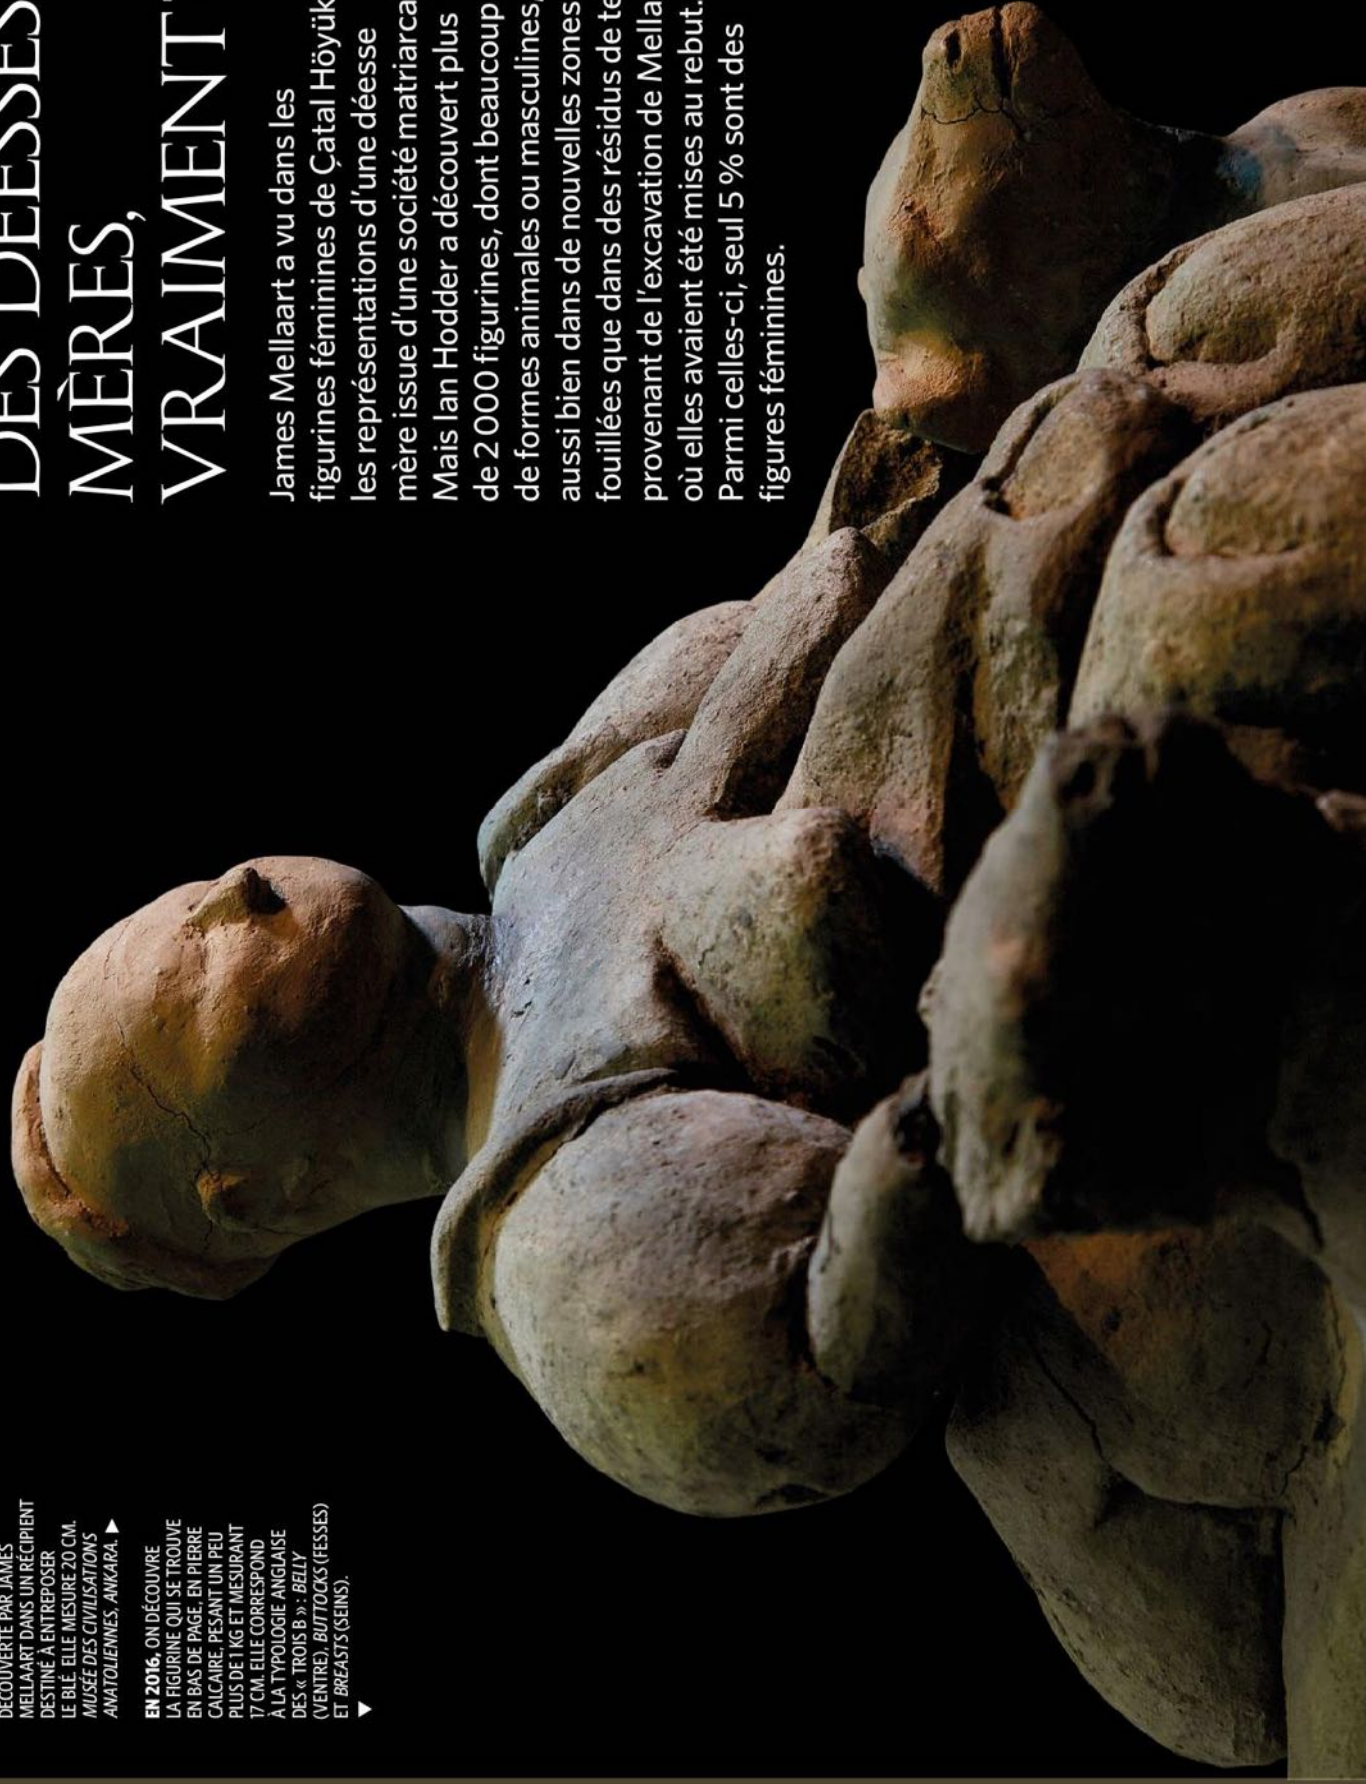 DES DÉESSES
MÈRES,
VRAIMENT
James Mellaart a vu dans les
figurines féminines de Çatal Höyük
les représentations d'une déesse
mère issue d'une société matriarca
Mais Ian Hodder a découvert plus
de 2 000 figurines, dont beaucoup
de formes animales ou masculines,
aussi bien dans de nouvelles zones
fouillées que dans des résidus de te
provenant de l'excavation de Mella
où elles avaient été mises au rebut.
Parmi celles-ci, seul 5 % sont des
figures féminines.
DÉCOUVERTE PAR JAMES
MELLAART DANS UN RÉCIPIENT
DESTINÉ À ENTREPOSER
LE BLÉ. ELLE MESURE 20 CM.
MUSÉE DES CIVILISATIONS
ANATOLIENNES, ANKARA.
EN 2016, ON DÉCOUVRE
LA FIGURINE QUI SE TROUVE
EN BAS DE PAGE, EN PIERRE
CALCAIRE, PESANT UN PEU
PLUS DE 1 KG ET MESURANT
17 CM. ELLE CORRESPOND
À LA TYPOLOGIE ANGLAISE
DES « TROIS B » : BELLY
(VENTRE), BUTTOCKS (FESSES)
ET BREASTS (SEINS).